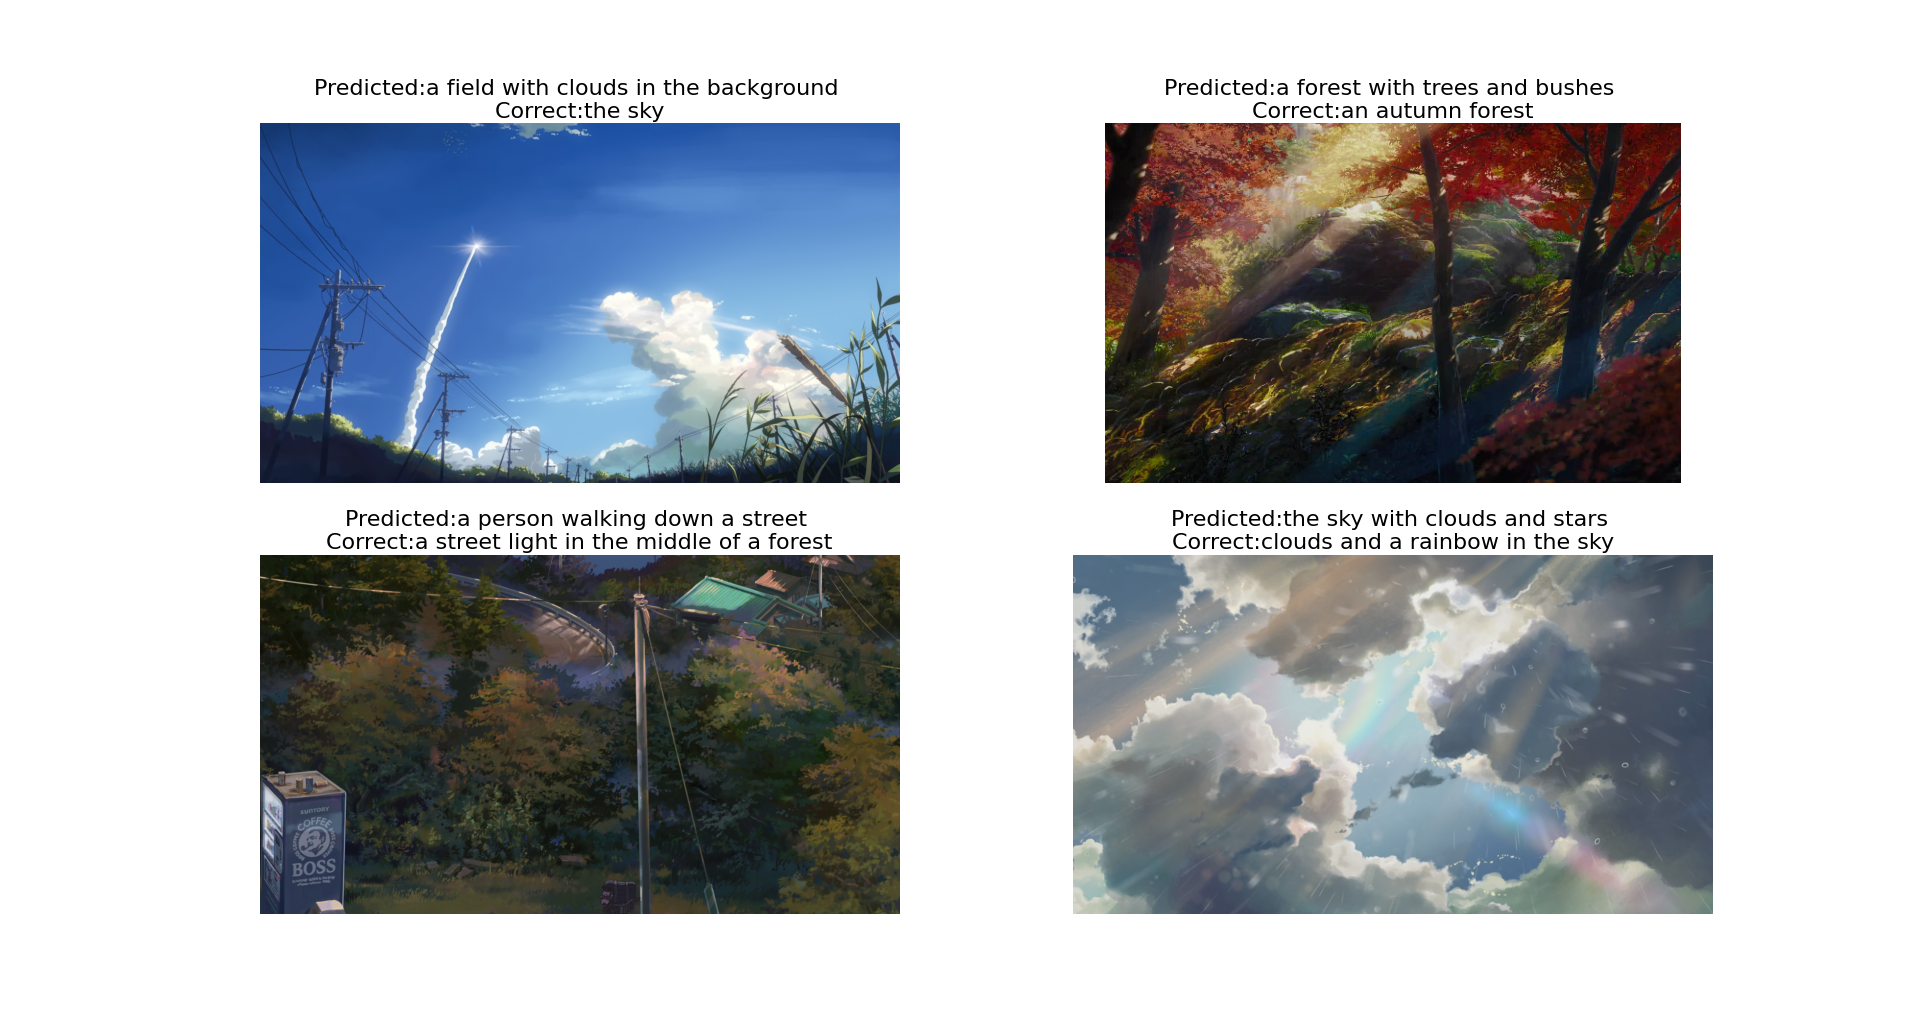 Predicted:a field with clouds in the background
Correct:the sky
Predicted:a forest with trees and bushes
Correct:an autumn forest
Predicted:a person walking down a street
Correct:a street light in the middle of a forest
Predicted:the sky with clouds and stars
Correct:clouds and a rainbow in the sky
SUNTORY
COFFEE
BOSS